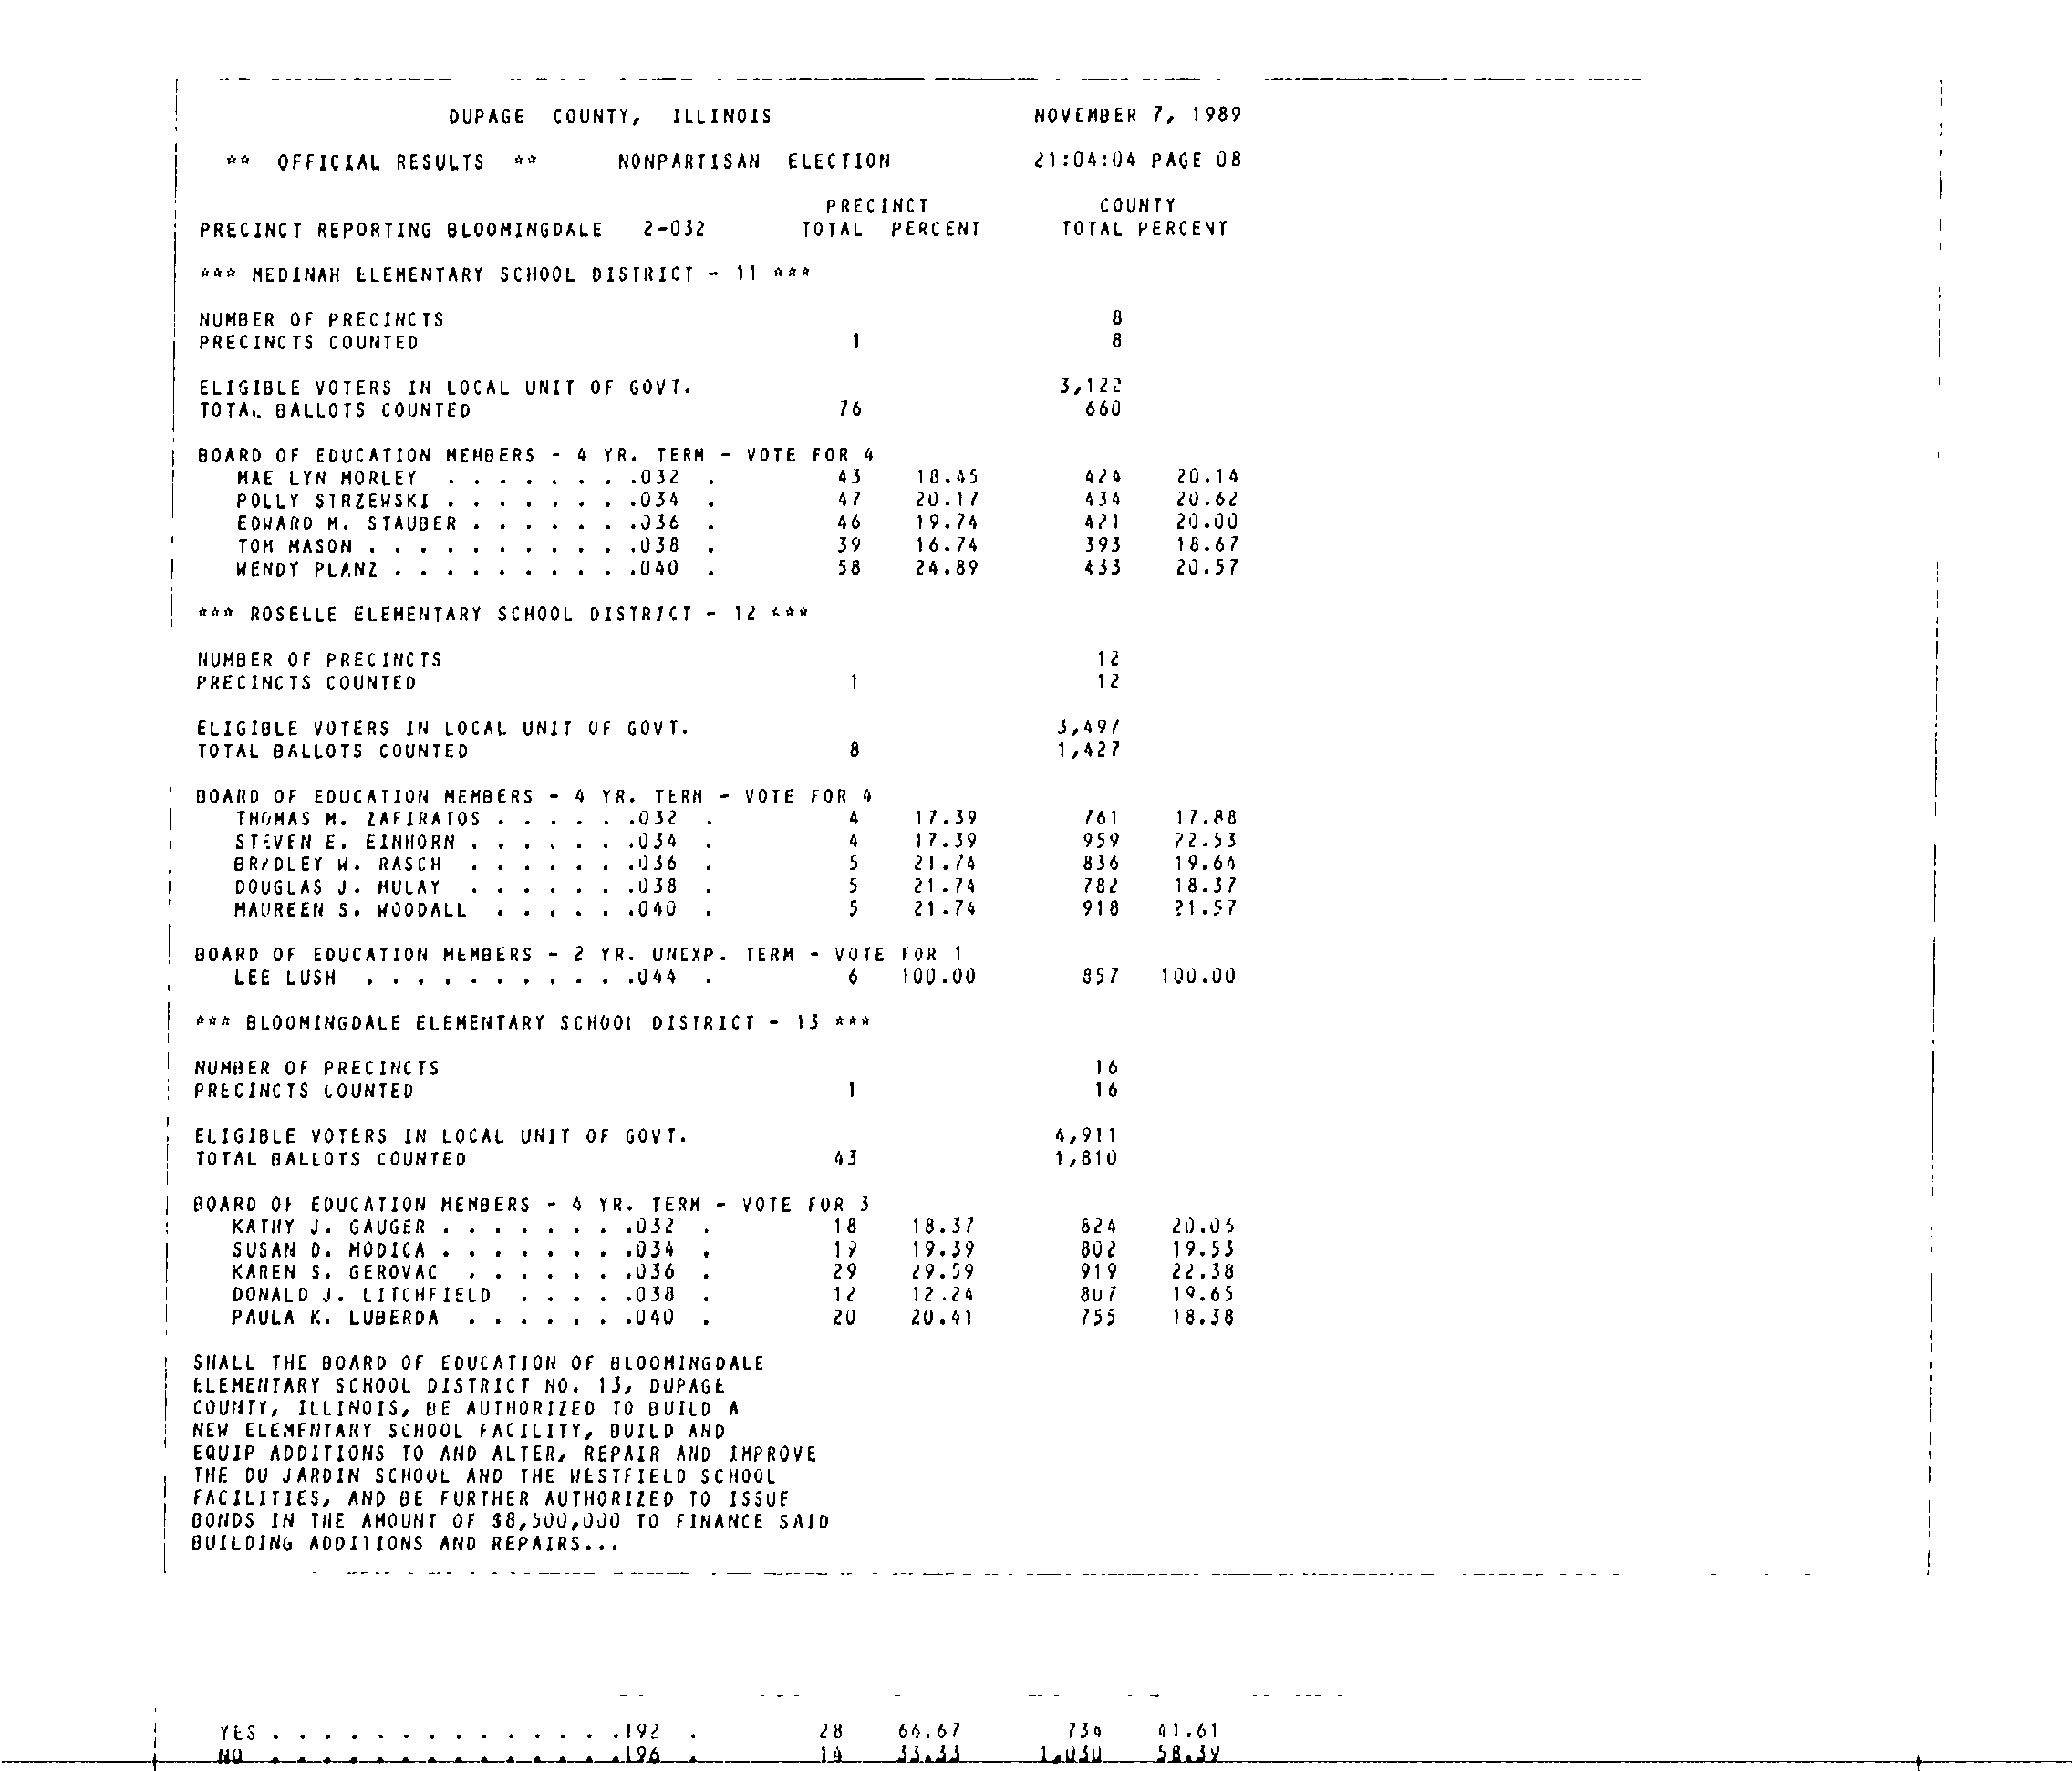 DUPAGE COUNTY, ILLINOIS NOVEMBER 7, 1989
** OFFICIAL RESULTS ** NONPARTISAN ELECTION 21:04:04 PAGE 08
PRECINCT COUNTY
PRECINCT REPORTING BLOOMINGDALE 2-032 TOTAL PERCENT TOTAL PERCENT
*** MEDINAH ELEMENTARY SCHOOL DISTRICT - 11 ***
NUMBER OF PRECINCTS 8
PRECINCTS COUNTED 1 8
ELIGIBLE VOTERS IN LOCAL UNIT OF GOVT. 3,122
TOTAL BALLOTS COUNTED 76 660
BOARD OF EDUCATION MEMBERS - 4 YR. TERM - VOTE FOR 4
MAE LYN MORLEY . . . . . . . .032 . 43 18.45 424 20.14
POLLY STRZEWSKI . . . . . . . .034 . 47 20.17 434 20.62
EDWARD M. STAUBER . . . . . . .036 . 46 19.74 421 20.00
TOM MASON . . . . . . . . . . .038 . 39 16.74 393 18.67
WENDY PLANZ . . . . . . . . . .040 . 58 24.89 433 20.57
*** ROSELLE ELEMENTARY SCHOOL DISTRICT - 12 ***
NUMBER OF PRECINCTS 12
PRECINCTS COUNTED 1 12
ELIGIBLE VOTERS IN LOCAL UNIT OF GOVT. 3,497
TOTAL BALLOTS COUNTED 8 1,427
BOARD OF EDUCATION MEMBERS - 4 YR. TERM - VOTE FOR 4
THOMAS M. ZAFIRATOS . . . . . .032 . 4 17.39 761 17.88
STEVEN E. EINHORN . . . . . . .034 . 4 17.39 959 22.53
BRADLEY W. RASCH . . . . . . .036 . 5 21.74 836 19.64
DOUGLAS J. MULAY . . . . . . .038 . 5 21.74 782 18.37
MAUREEN S. WOODALL . . . . . .040 . 5 21.74 918 21.57
BOARD OF EDUCATION MEMBERS - 2 YR. UNEXP. TERM - VOTE FOR 1
LEE LUSH . . . . . . . . . . .044 . 6 100.00 857 100.00
*** BLOOMINGDALE ELEMENTARY SCHOOL DISTRICT - 13 ***
NUMBER OF PRECINCTS 16
PRECINCTS COUNTED 1 16
ELIGIBLE VOTERS IN LOCAL UNIT OF GOVT. 4,911
TOTAL BALLOTS COUNTED 43 1,810
BOARD OF EDUCATION MEMBERS - 4 YR. TERM - VOTE FOR 3
KATHY J. GAUGER . . . . . . . .032 . 18 18.37 824 20.05
SUSAN D. MODICA . . . . . . . .034 . 19 19.39 802 19.53
KAREN S. GEROVAC . . . . . . .036 . 29 29.59 919 22.38
DONALD J. LITCHFIELD . . . . .038 . 12 12.24 807 19.65
PAULA K. LUBERDA . . . . . . .040 . 20 20.41 755 18.38
SHALL THE BOARD OF EDUCATION OF BLOOMINGDALE
ELEMENTARY SCHOOL DISTRICT NO. 13, DUPAGE
COUNTY, ILLINOIS, BE AUTHORIZED TO BUILD A
NEW ELEMENTARY SCHOOL FACILITY, BUILD AND
EQUIP ADDITIONS TO AND ALTER, REPAIR AND IMPROVE
THE DU JARDIN SCHOOL AND THE WESTFIELD SCHOOL
FACILITIES, AND BE FURTHER AUTHORIZED TO ISSUE
BONDS IN THE AMOUNT OF $8,500,000 TO FINANCE SAID
BUILDING ADDITIONS AND REPAIRS...
YES . . . . . . . . . . . . . .192 . 28 66.67 734 41.61
NO . . . . . . . . . . . . . .196 . 14 33.33 1,030 58.39